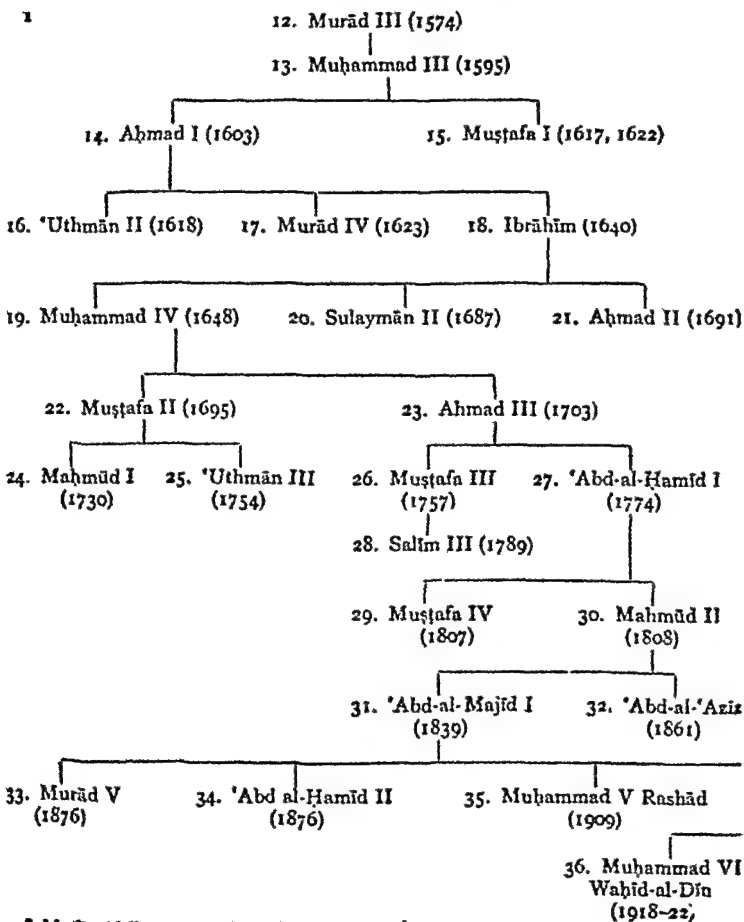 1
12. Murād III (1574)
13. Muḥammad III (1595)
14. Aḥmad I (1603) 15. Muṣṭafa I (1617, 1622)
16. ‘Uthmān II (1618) 17. Murād IV (1623) 18. Ibrāhīm (1640)
19. Muḥammad IV (1648) 20. Sulaymān II (1687) 21. Aḥmad II (1691)
22. Muṣṭafa II (1695) 23. Ahmad III (1703)
24. Maḥmūd I 25. ‘Uthmān III 26. Muṣṭafa III 27. ‘Abd-al-Ḥamīd I
(1730) (1754) (1757) (1774)
28. Salīm III (1789)
29. Muṣṭafa IV 30. Maḥmūd II
(1807) (1808)
31. ‘Abd-al-Majīd I 32. ‘Abd-al-‘Azīz
(1839) (1861)
33. Murād V 34. ‘Abd al-Ḥamīd II 35. Muḥammad V Rashād
(1876) (1876) (1909)
36. Muḥammad VI
Waḥīd-al-Dīn
(1918-22)